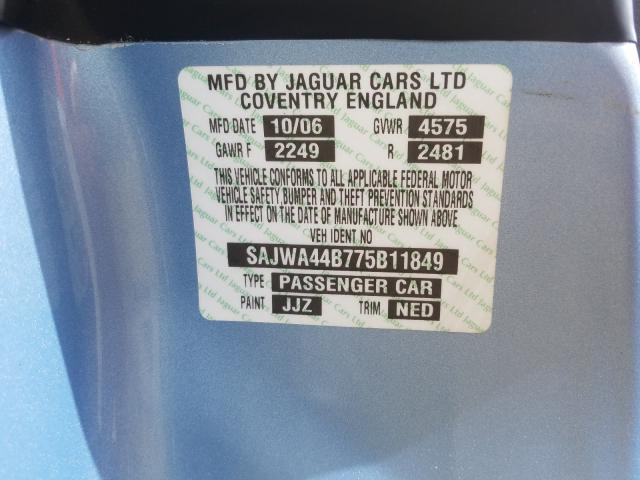 MFD BY JAGUAR CARS LTD
COVENTRY ENGLAND
MFD DATE 10/06 GVWR 4575
GAWR F 2249 R 2481
THIS VEHICLE CONFORMS TO ALL APPLICABLE FEDERAL MOTOR
VEHICLE SAFETY BUMPER AND THEFT PREVENTION STANDARDS
IN EFFECT ON THE DATE OF MANUFACTURE SHOWN ABOVE
VEH IDENT NO
SAJWA44B775B11849
TYPE PASSENGER CAR
PAINT JJZ TRIM NED